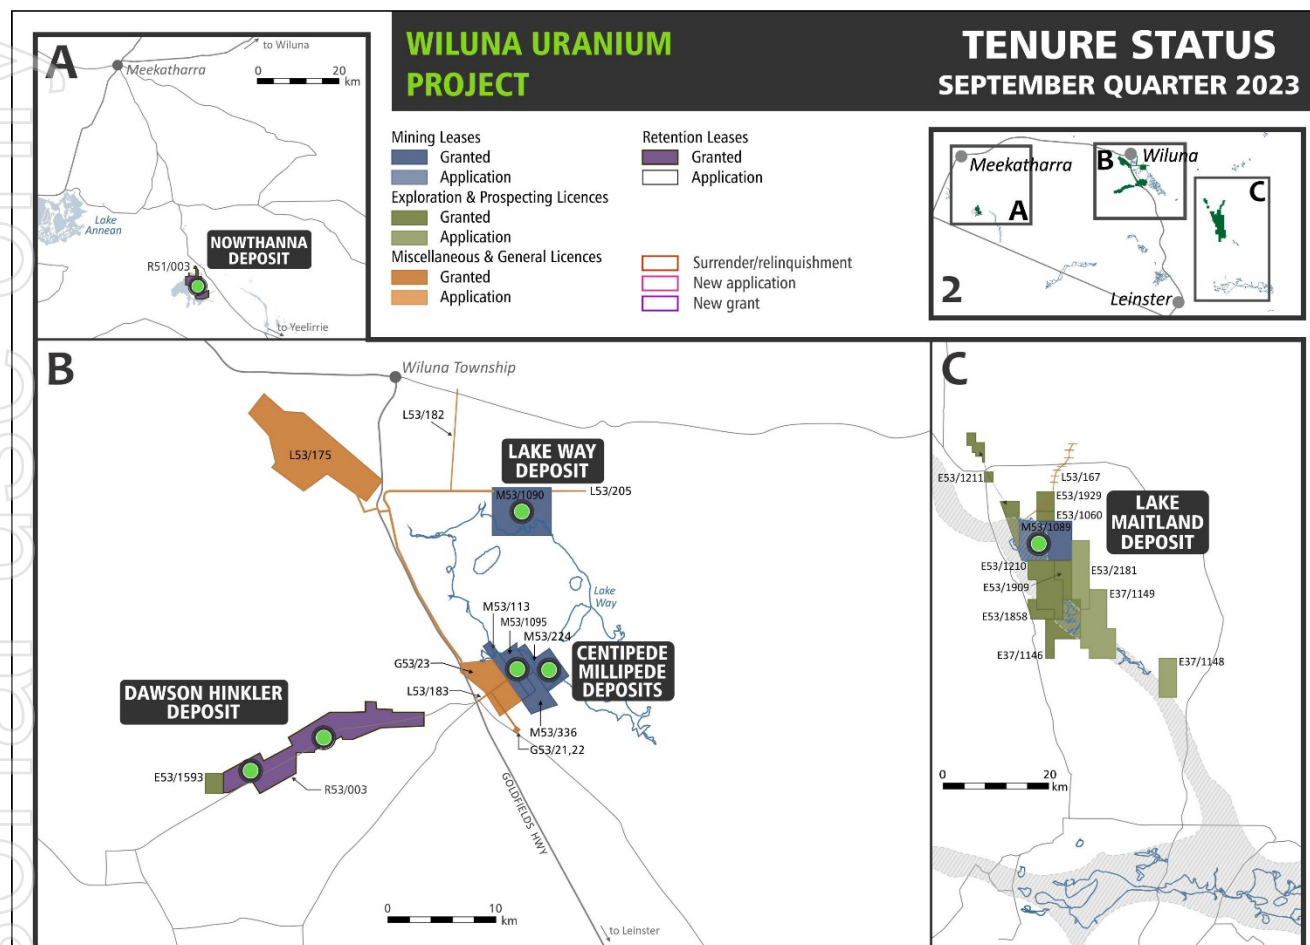 WILUNA URANIUM
PROJECT
TENURE STATUS
SEPTEMBER QUARTER 2023
A
to Wiluna
Meekatharra
0 20
km
Lake
Annean
NOWTHANNA
DEPOSIT
R51/003
to Yeelirrie
Mining Leases
Granted
Application
Exploration & Prospecting Licences
Granted
Application
Miscellaneous & General Licences
Granted
Application
Retention Leases
Granted
Application
Surrender/relinquishment
New application
New grant
Meekatharra
Wiluna
A
B
C
2
Leinster
B
Wiluna Township
L53/182
L53/175
LAKE WAY
DEPOSIT
M53/1090
L53/205
Lake
Way
M53/113
M53/1095
M53/224
G53/23
CENTIPEDE
MILLIPEDE
DEPOSITS
L53/183
DAWSON HINKLER
DEPOSIT
M53/336
G53/21,22
E53/1593
R53/003
GOLDFIELDS HWY
0 10
km
to Leinster
C
E53/1211
L53/167
E53/1929
E53/1060
M53/1089
LAKE
MAITLAND
DEPOSIT
E53/1210
E53/2181
E53/1909
E37/1149
E53/1858
E37/1146
E37/1148
0 20
km